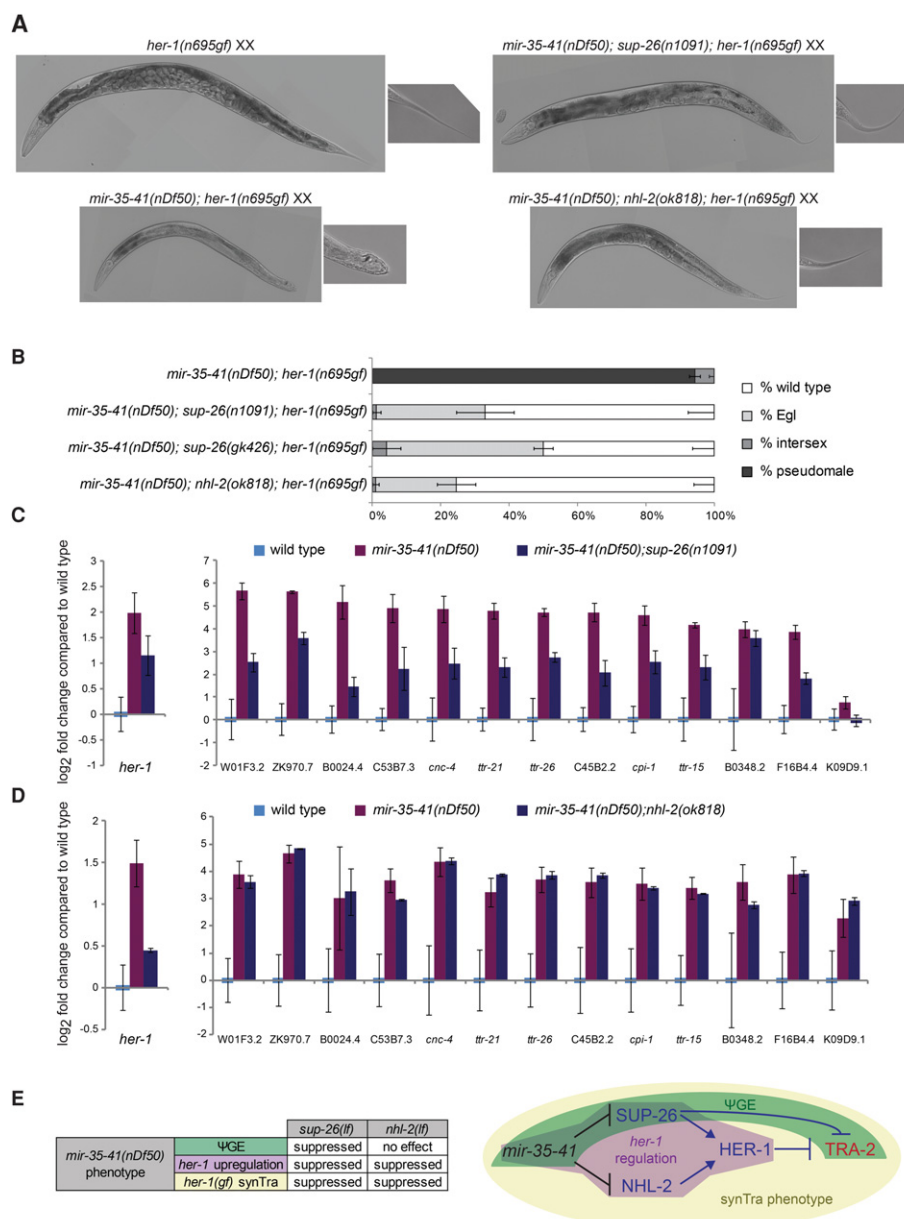 A
her-1(n695gf) XX
mir-35-41(nDf50); sup-26(n1091); her-1(n695gf) XX
mir-35-41(nDf50); her-1(n695gf) XX
mir-35-41(nDf50); nhl-2(ok818); her-1(n695gf) XX
B
mir-35-41(nDf50); her-1(n695gf)
mir-35-41(nDf50); sup-26(n1091); her-1(n695gf)
mir-35-41(nDf50); sup-26(gk426); her-1(n695gf)
mir-35-41(nDf50); nhl-2(ok818); her-1(n695gf)
0% 20% 40% 60% 80% 100%
% wild type
% Egl
% intersex
% pseudomale
C
wild type mir-35-41(nDf50) mir-35-41(nDf50);sup-26(n1091)
log2 fold change compared to wild type
3
2.5
2
1.5
1
0.5
0
-0.5
-1
her-1
7
6
5
4
3
2
1
0
-1
-2
W01F3.2 ZK970.7 B0024.4 C53B7.3 cnc-4 ttr-21 ttr-26 C45B2.2 cpi-1 ttr-15 B0348.2 F16B4.4 K09D9.1
D
wild type mir-35-41(nDf50) mir-35-41(nDf50);nhl-2(ok818)
log2 fold change compared to wild type
2
1.5
1
0.5
0
-0.5
her-1
6
5
4
3
2
1
0
-1
-2
W01F3.2 ZK970.7 B0024.4 C53B7.3 cnc-4 ttr-21 ttr-26 C45B2.2 cpi-1 ttr-15 B0348.2 F16B4.4 K09D9.1
E
sup-26(lf) nhl-2(lf)
mir-35-41(nDf50) phenotype
ΨGE suppressed no effect
her-1 upregulation suppressed suppressed
her-1(gf) synTra suppressed suppressed
ΨGE
SUP-26
mir-35-41
her-1
regulation
HER-1
TRA-2
NHL-2
synTra phenotype